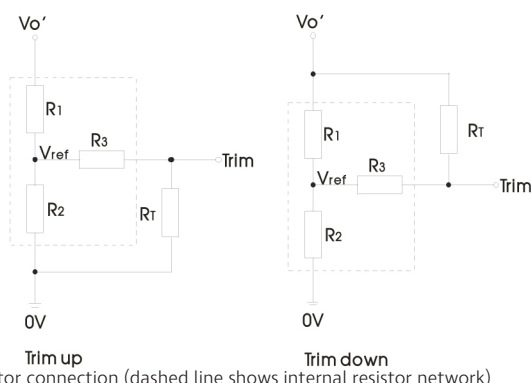 Vo'
R1
R3
Vref
Trim
R2
RT
0V
Trim up
Vo'
R1
RT
R3
Vref
Trim
R2
0V
Trim down
tor connection (dashed line shows internal resistor network)